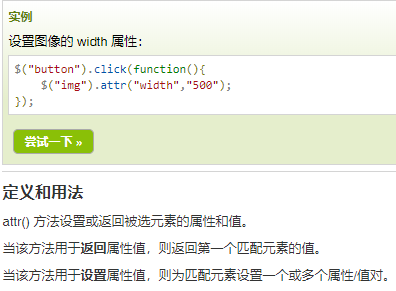 实例
设置图像的 width 属性：
$("button").click(function(){
    $("img").attr("width","500");
});
尝试一下 »
定义和用法
attr() 方法设置或返回被选元素的属性和值。
当该方法用于返回属性值，则返回第一个匹配元素的值。
当该方法用于设置属性值，则为匹配元素设置一个或多个属性/值对。